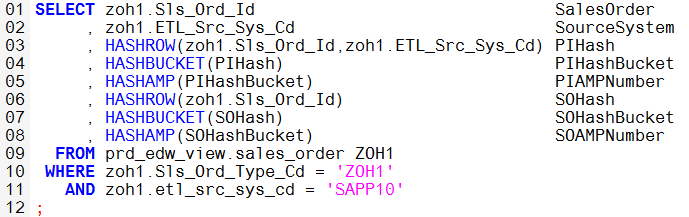 01 SELECT zoh1.Sls_Ord_Id                              SalesOrder
02      , zoh1.ETL_Src_Sys_Cd                          SourceSystem
03      , HASHROW(zoh1.Sls_Ord_Id,zoh1.ETL_Src_Sys_Cd) PIHash
04      , HASHBUCKET(PIHash)                           PIHashBucket
05      , HASHAMP(PIHashBucket)                        PIAMPNumber
06      , HASHROW(zoh1.Sls_Ord_Id)                     SOHash
07      , HASHBUCKET(SOHash)                           SOHashBucket
08      , HASHAMP(SOHashBucket)                        SOAMPNumber
09   FROM prd_edw_view.sales_order ZOH1
10  WHERE zoh1.Sls_Ord_Type_Cd = 'ZOH1'
11    AND zoh1.etl_src_sys_cd = 'SAPP10'
12 ;